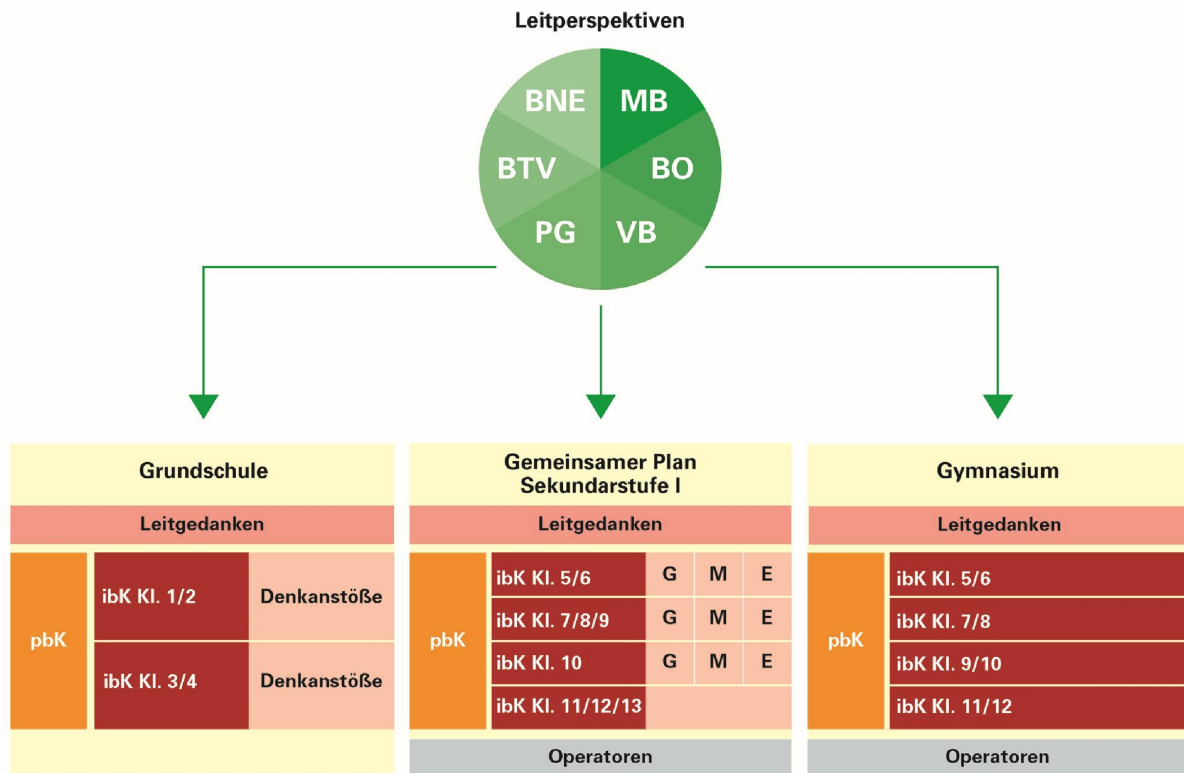 Leitperspektiven
BNE
MB
BTV
BO
PG
VB
Grundschule
Leitgedanken
pbK
ibK Kl. 1/2
Denkanstöße
ibK Kl. 3/4
Denkanstöße
Gemeinsamer Plan
Sekundarstufe I
Leitgedanken
pbK
ibK Kl. 5/6 G M E
ibK Kl. 7/8/9 G M E
ibK Kl. 10 G M E
ibK Kl. 11/12/13
Operatoren
Gymnasium
Leitgedanken
pbK
ibK Kl. 5/6
ibK Kl. 7/8
ibK Kl. 9/10
ibK Kl. 11/12
Operatoren